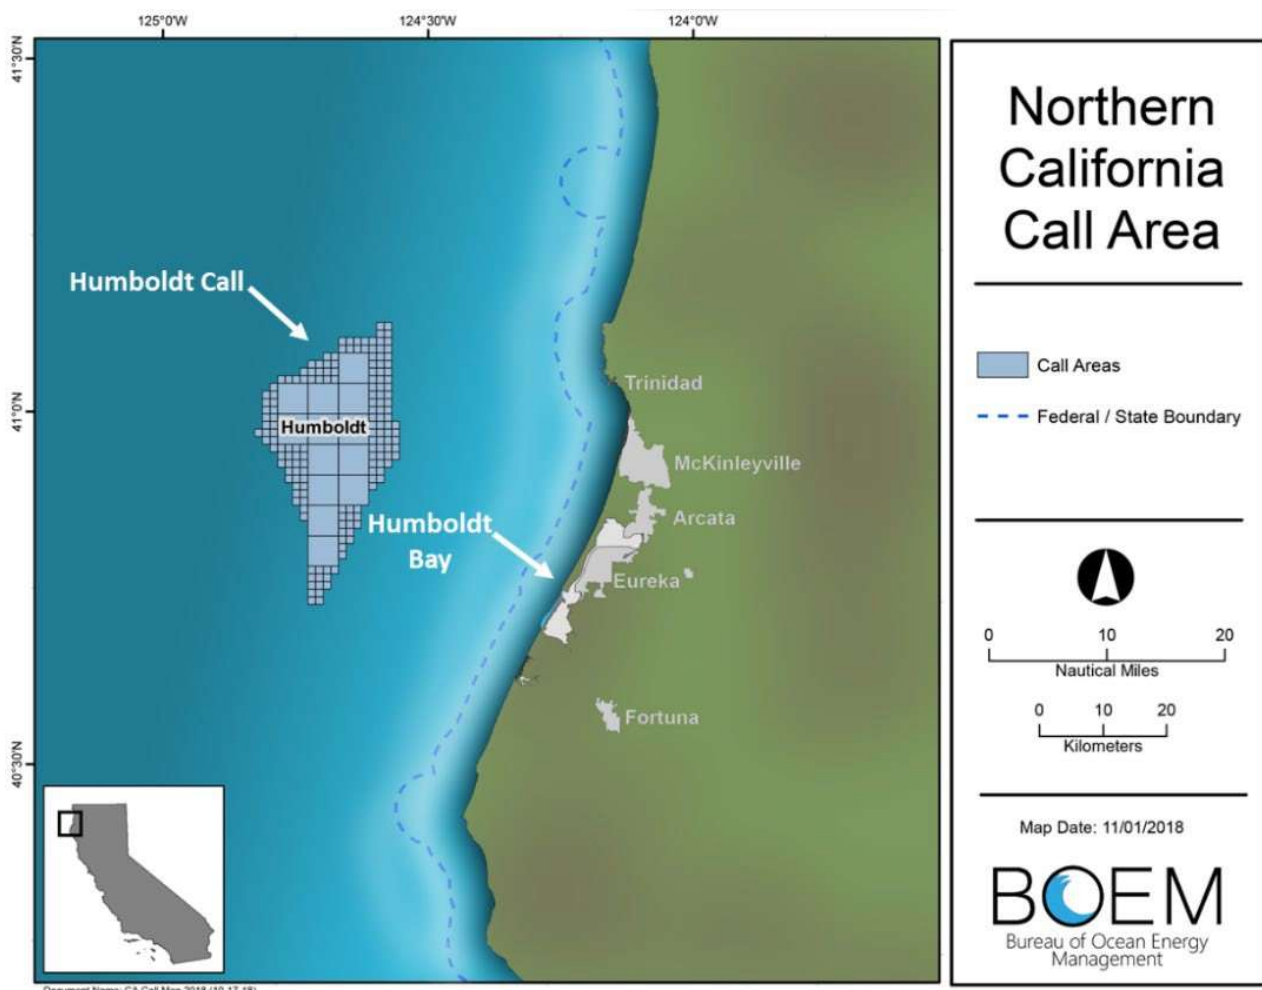 125°0'W
124°30'W
124°0'W
41°30'N
41°0'N
40°30'N
Humboldt Call
Humboldt
Humboldt
Bay
Trinidad
McKinleyville
Arcata
Eureka
Fortuna
Northern
California
Call Area
Call Areas
Federal / State Boundary
0 10 20
Nautical Miles
0 10 20
Kilometers
Map Date: 11/01/2018
BOEM
Bureau of Ocean Energy
Management